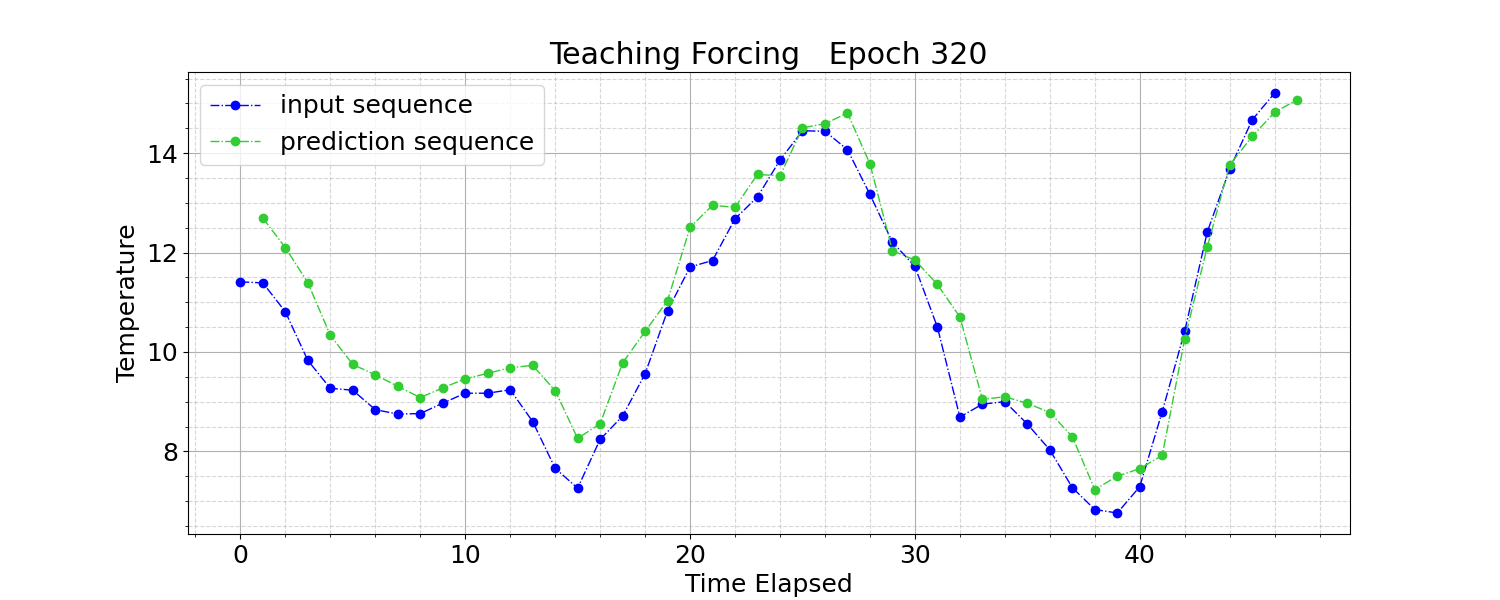 Teaching Forcing   Epoch 320
input sequence
prediction sequence
Temperature
14
12
10
8
0 10 20 30 40
Time Elapsed